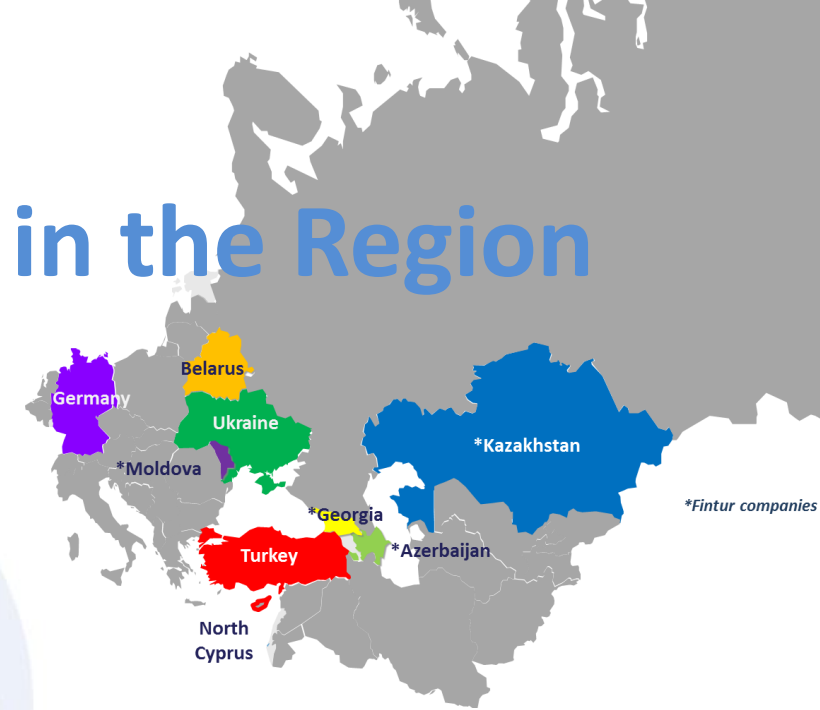 in the Region
Belarus
Germany
Ukraine
*Kazakhstan
*Moldova
*Fintur companies
*Georgia
*Azerbaijan
Turkey
North
Cyprus